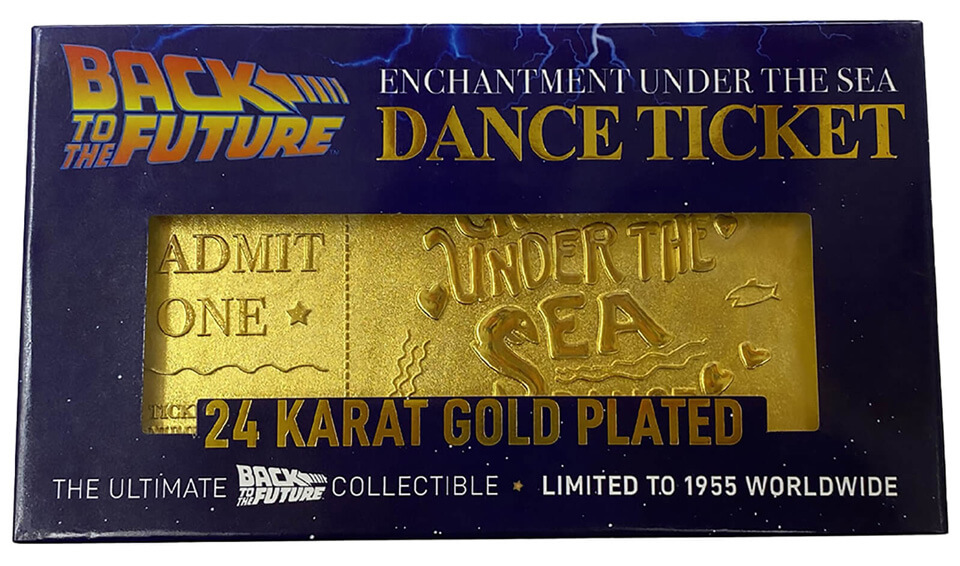 BACK
TO THE FUTURE™
ENCHANTMENT UNDER THE SEA
DANCE TICKET
ADMIT
ONE
UNDER THE
SEA
24 KARAT GOLD PLATED
THE ULTIMATE BACK TO THE FUTURE COLLECTIBLE ★ LIMITED TO 1955 WORLDWIDE